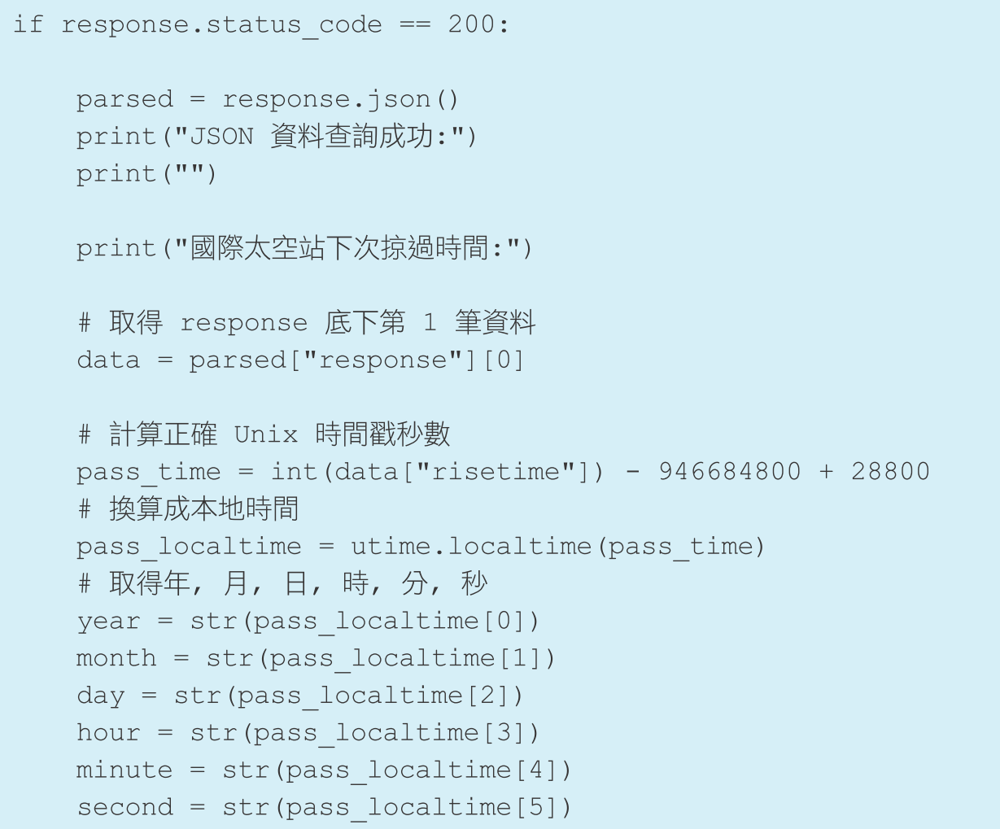 if response.status_code == 200:
    parsed = response.json()
    print("JSON 資料查詢成功:")
    print("")
    print("國際太空站下次掠過時間:")
    # 取得 response 底下第 1 筆資料
    data = parsed["response"][0]
    # 計算正確 Unix 時間戳秒數
    pass_time = int(data["risetime"]) - 946684800 + 28800
    # 換算成本地時間
    pass_localtime = utime.localtime(pass_time)
    # 取得年, 月, 日, 時, 分, 秒
    year = str(pass_localtime[0])
    month = str(pass_localtime[1])
    day = str(pass_localtime[2])
    hour = str(pass_localtime[3])
    minute = str(pass_localtime[4])
    second = str(pass_localtime[5])